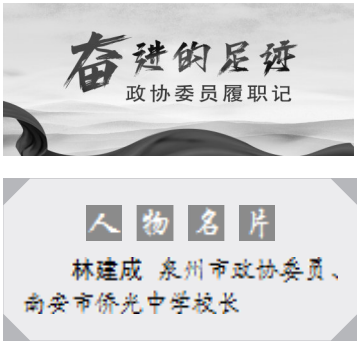 奋进的足迹
政协委员履职记
人物名片
林建成 泉州市政协委员、
南安市侨光中学校长